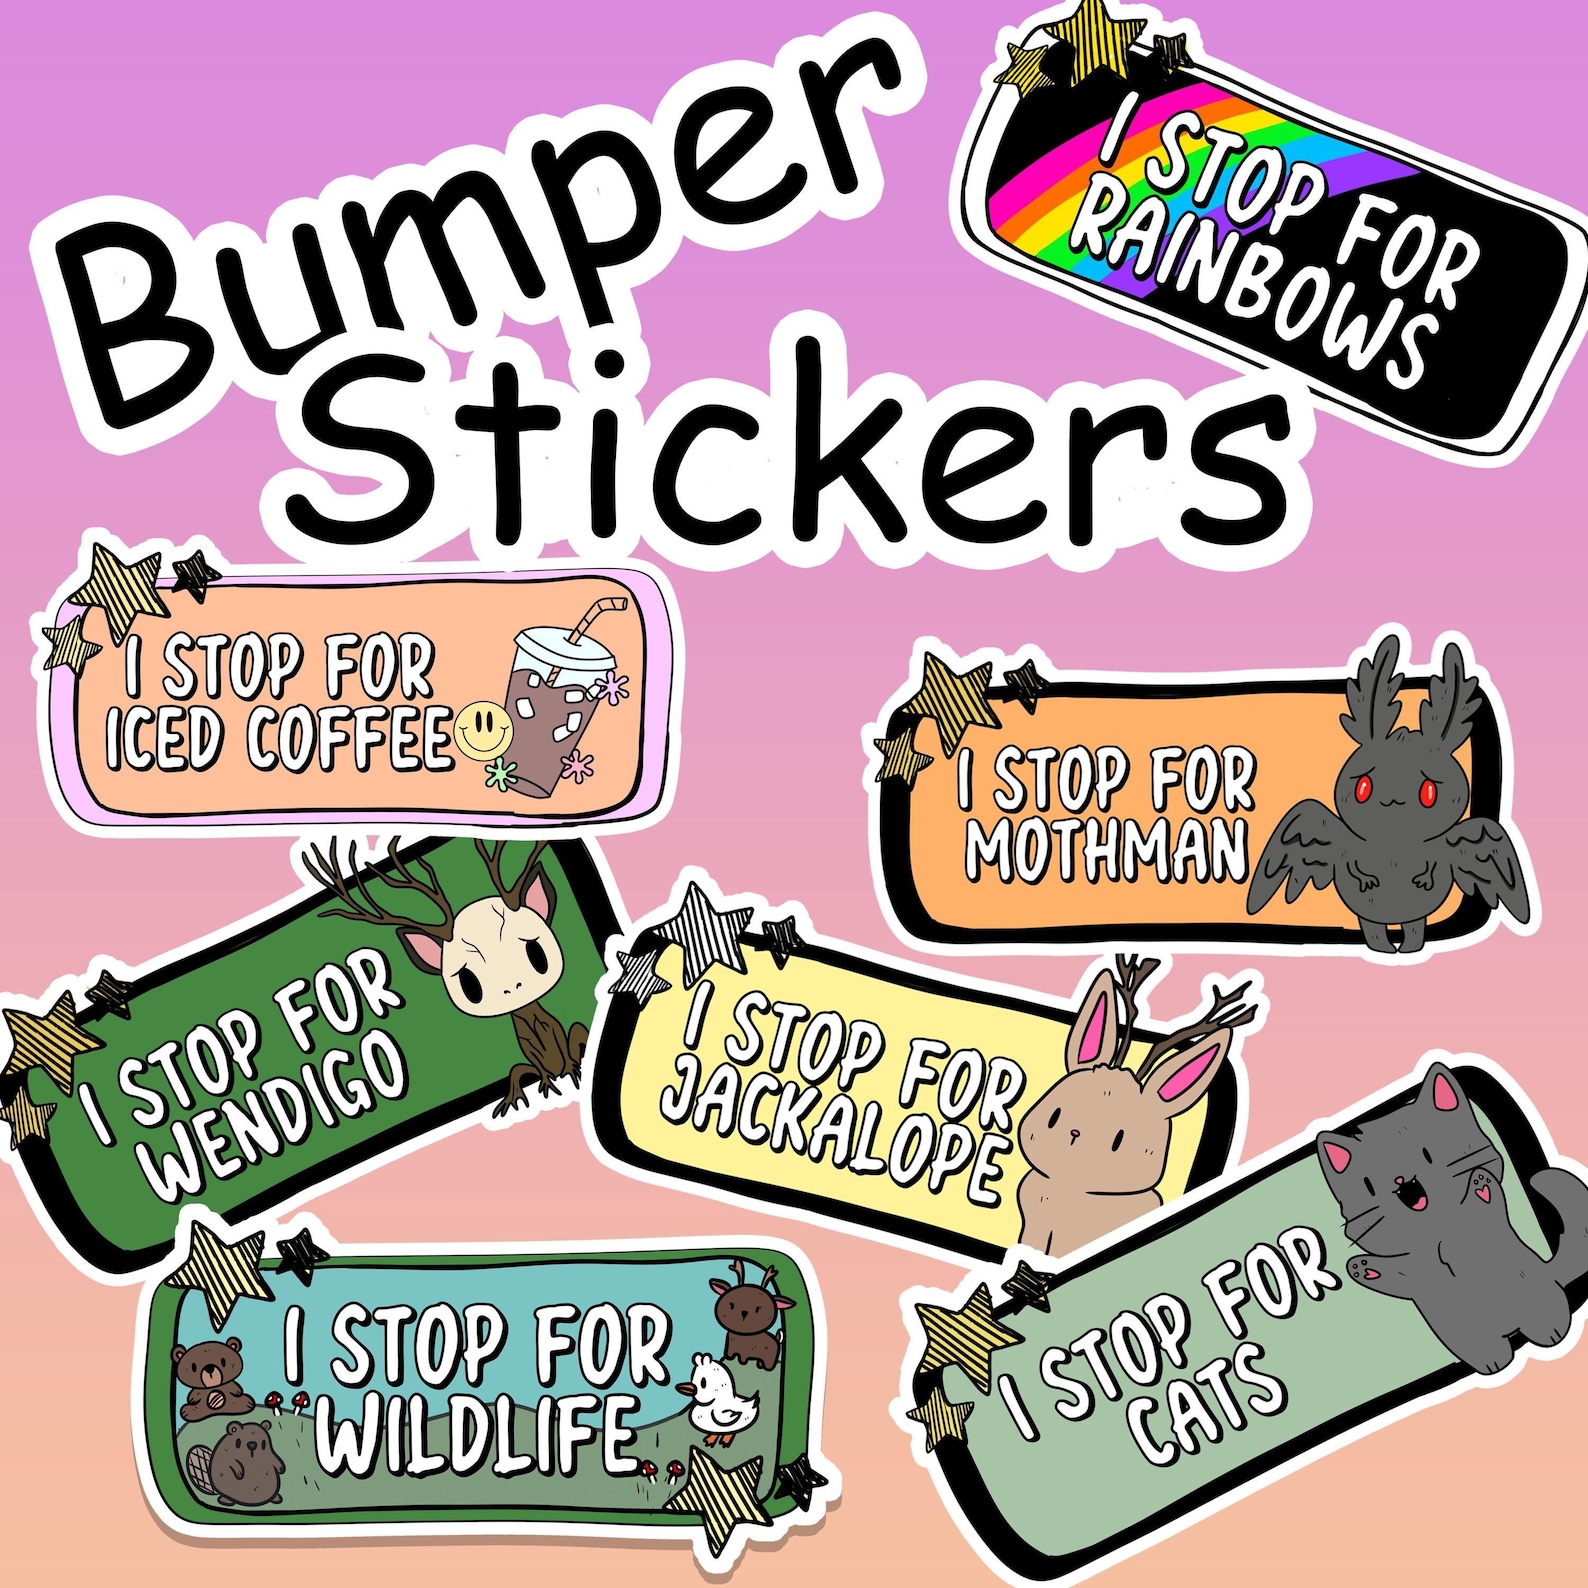 Bumper
Stickers
I STOP FOR
RAINBOWS
I STOP FOR
ICED COFFEE
I STOP FOR
MOTHMAN
I STOP FOR
WENDIGO
I STOP FOR
JACKALOPE
I STOP FOR
WILDLIFE
I STOP FOR
CATS